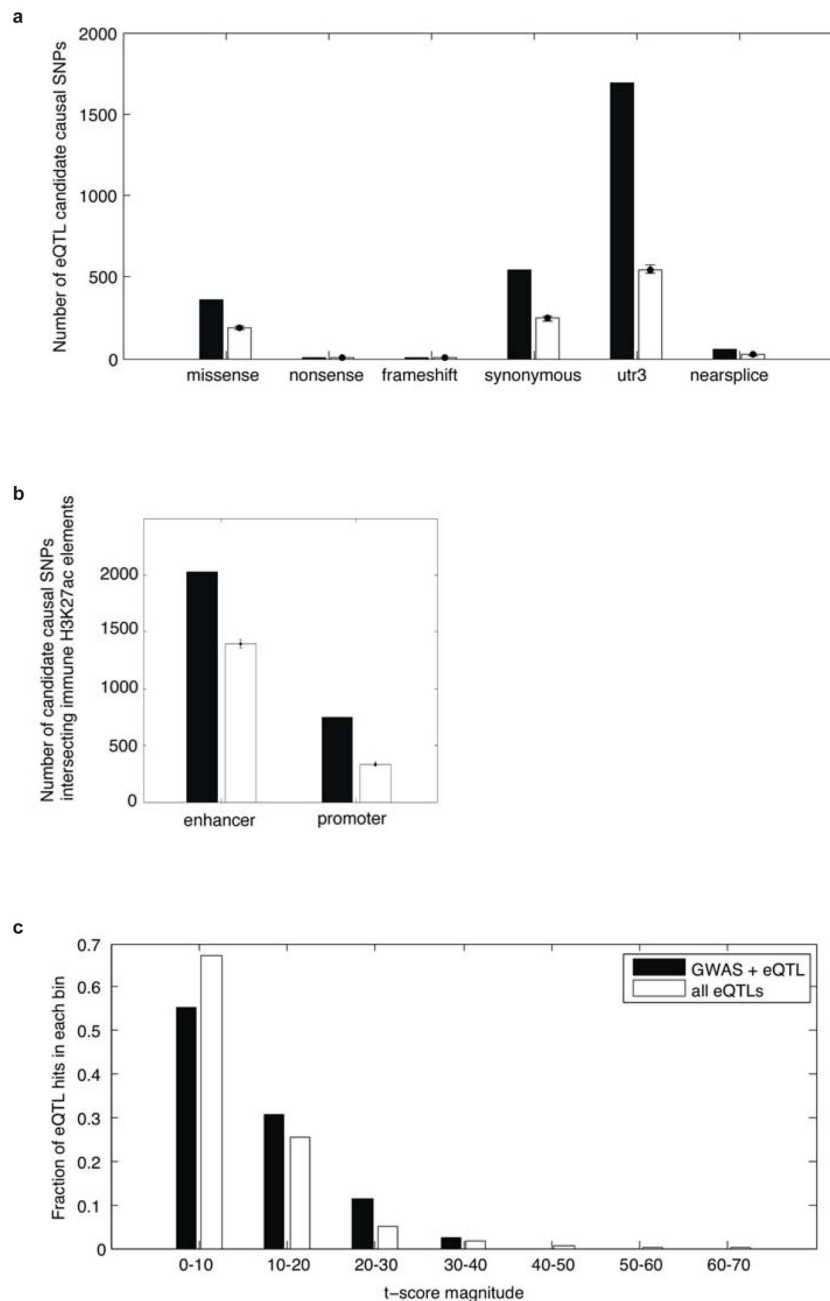 a
Number of eQTL candidate causal SNPs
2000
1500
1000
500
0
missense nonsense frameshift synonymous utr3 nearsplice
b
Number of candidate causal SNPs
intersecting immune H3K27ac elements
2000
1500
1000
500
0
enhancer promoter
c
Fraction of eQTL hits in each bin
0.7
0.6
0.5
0.4
0.3
0.2
0.1
0
GWAS + eQTL
all eQTLs
0-10 10-20 20-30 30-40 40-50 50-60 60-70
t-score magnitude